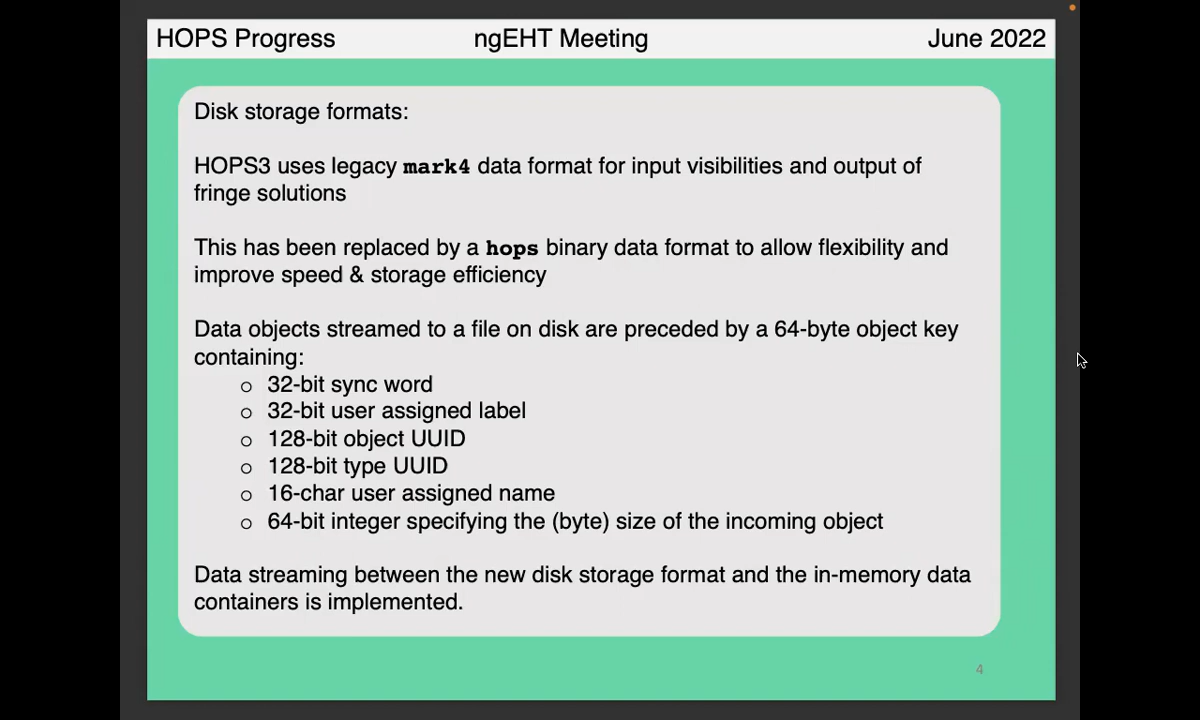 HOPS Progress ngEHT Meeting June 2022
Disk storage formats:
HOPS3 uses legacy mark4 data format for input visibilities and output of
fringe solutions
This has been replaced by a hops binary data format to allow flexibility and
improve speed & storage efficiency
Data objects streamed to a file on disk are preceded by a 64-byte object key
containing:
o 32-bit sync word
o 32-bit user assigned label
o 128-bit object UUID
o 128-bit type UUID
o 16-char user assigned name
o 64-bit integer specifying the (byte) size of the incoming object
Data streaming between the new disk storage format and the in-memory data
containers is implemented.
4